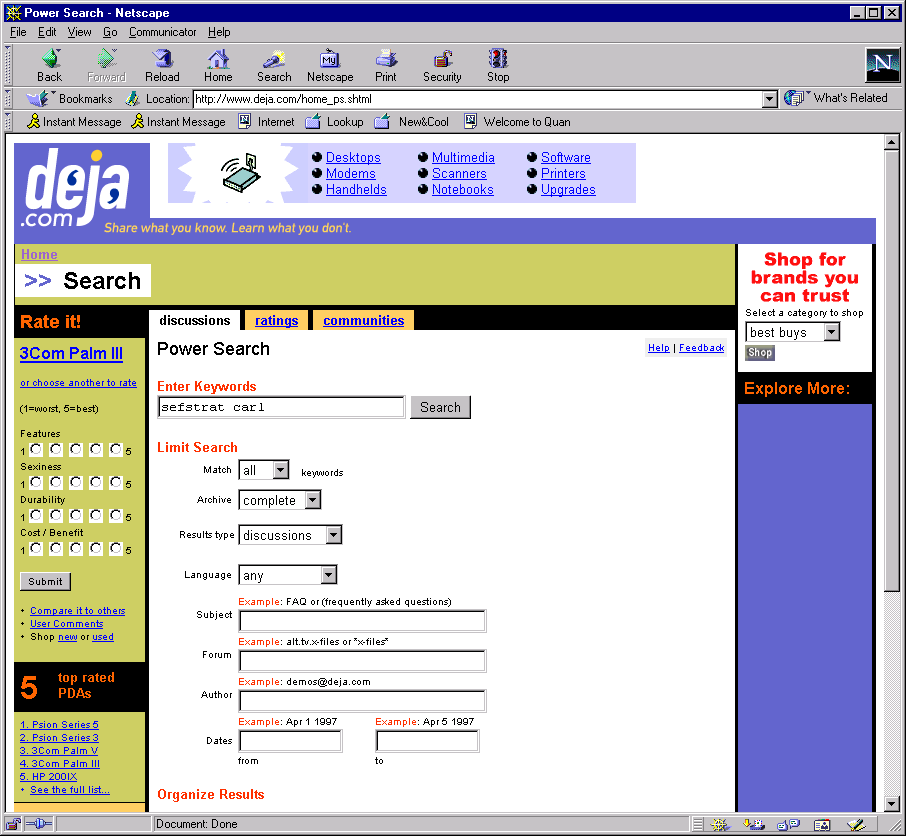 Power Search - Netscape
File Edit View Go Communicator Help
Back Forward Reload Home Search Netscape Print Security Stop
My
N
Bookmarks Location: http://www.deja.com/home_ps.shtml What's Related
Instant Message Instant Message Internet Lookup New&Cool Welcome to Quan
deja
.com
Share what you know. Learn what you don't.
Desktops Multimedia Software
Modems Scanners Printers
Handhelds Notebooks Upgrades
Home
>> Search
Rate it!
3Com Palm III
or choose another to rate
(1=worst, 5=best)
Features
1 5
Sexiness
1 5
Durability
1 5
Cost / Benefit
1 5
Submit
• Compare it to others
• User Comments
• Shop new or used
5 top rated
PDAs
1. Psion Series 5
2. Psion Series 3
3. 3Com Palm V
4. 3Com Palm III
5. HP 200lX
• See the full list...
discussions ratings communities
Power Search
Help | Feedback
Enter Keywords
sefstrat carl Search
Limit Search
Match all keywords
Archive complete
Results type discussions
Language any
Example: FAQ or (frequently asked questions)
Subject
Example: alt.tv.x-files or *x-files*
Forum
Example: demos@deja.com
Author
Example: Apr 1 1997 Example: Apr 5 1997
Dates
from to
Organize Results
Shop for
brands you
can trust
Select a category to shop
best buys
Shop
Explore More:
Document: Done